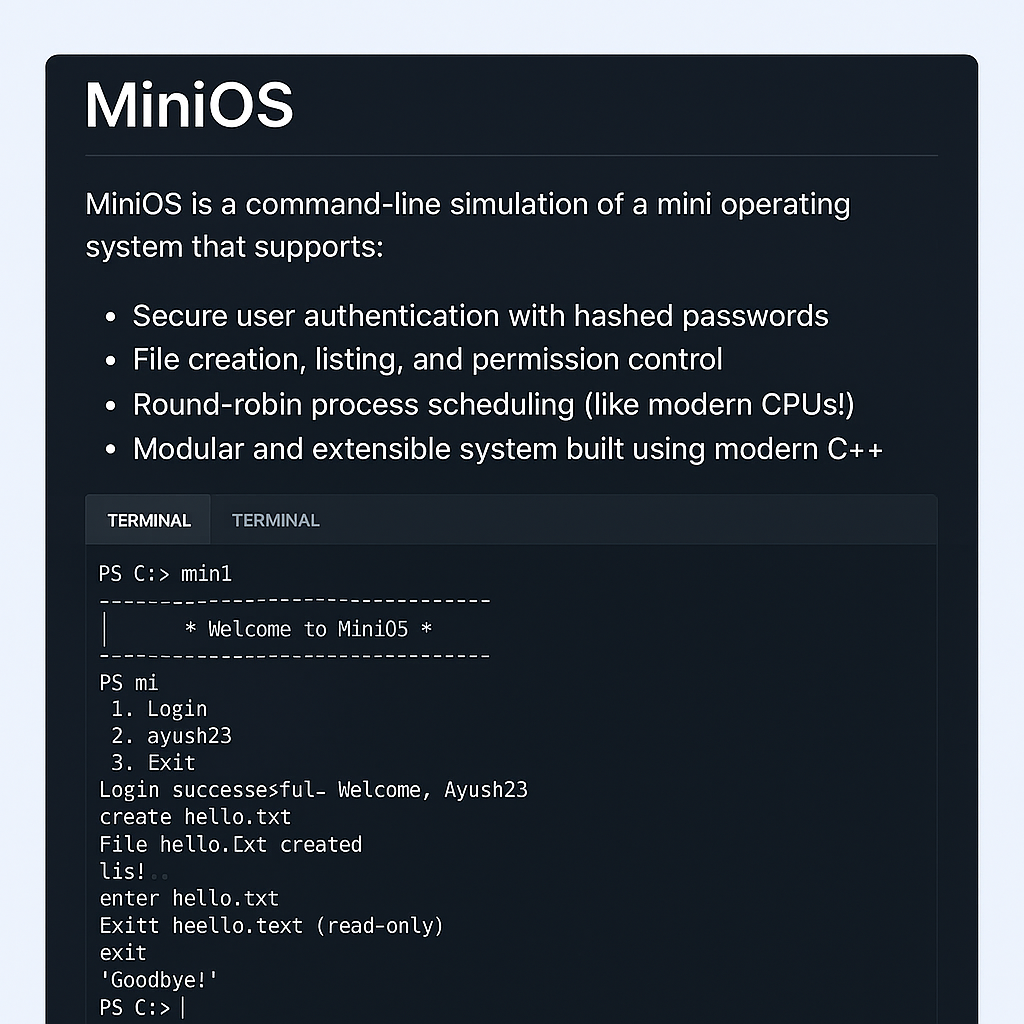 MiniOS
MiniOS is a command-line simulation of a mini operating
system that supports:
• Secure user authentication with hashed passwords
• File creation, listing, and permission control
• Round-robin process scheduling (like modern CPUs!)
• Modular and extensible system built using modern C++
TERMINAL TERMINAL
PS C:> min1
---------------------------------
| * Welcome to MiniO5 *
---------------------------------
PS mi
1. Login
2. ayush23
3. Exit
Login successesful– Welcome, Ayush23
create hello.txt
File hello.Ext created
lis!..
enter hello.txt
Exitt heello.text (read-only)
exit
'Goodbye!'
PS C:>